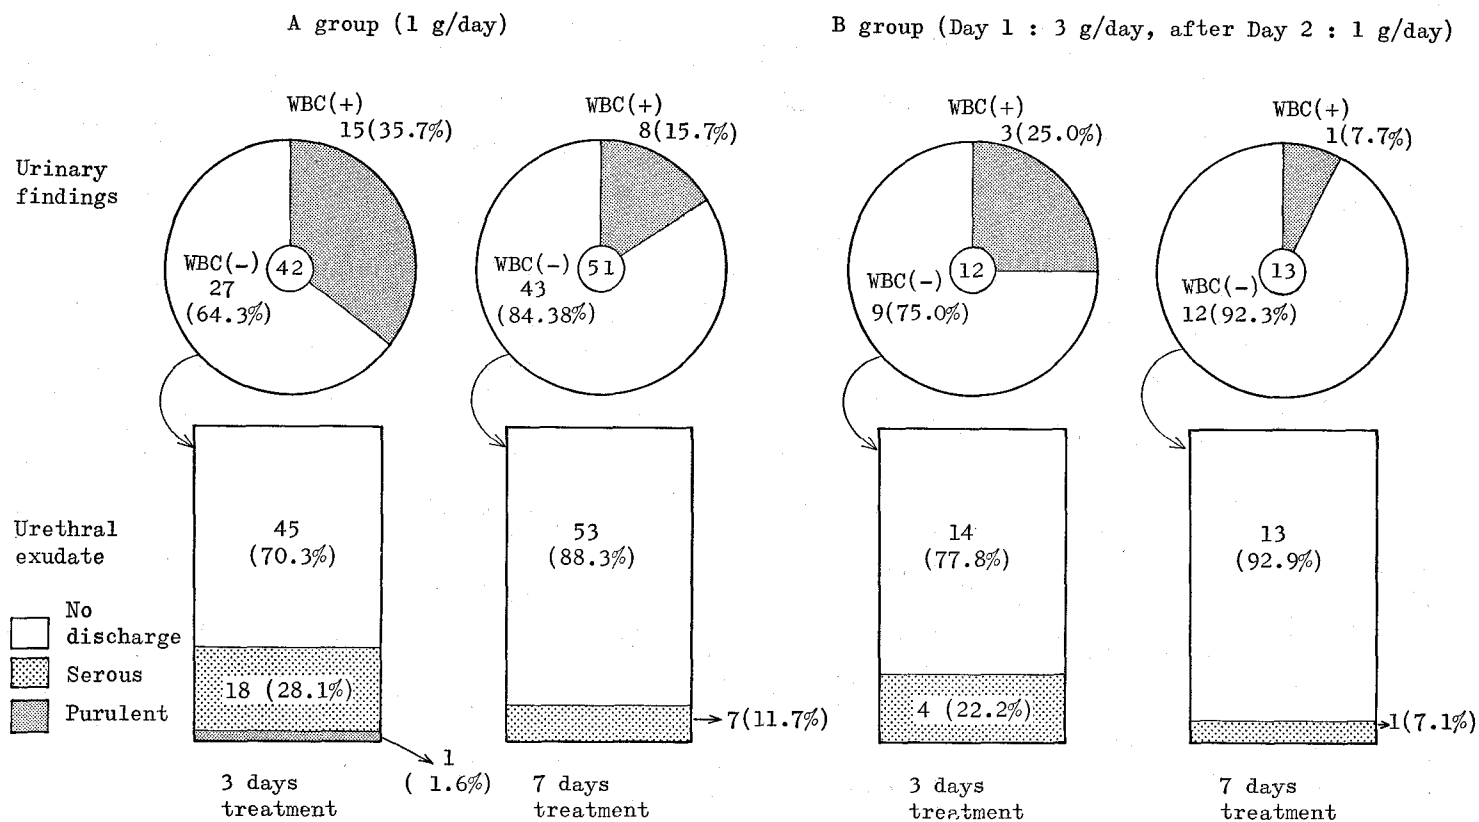 A group (1 g/day)
B group (Day 1 : 3 g/day, after Day 2 : 1 g/day)
Urinary
findings
WBC(+)
15(35.7%)
WBC(-)
27
(64.3%)
42
WBC(+)
8(15.7%)
WBC(-)
43
(84.38%)
51
WBC(+)
3(25.0%)
WBC(-)
9(75.0%)
12
WBC(+)
1(7.7%)
WBC(-)
12(92.3%)
13
Urethral
exudate
No
discharge
Serous
Purulent
45
(70.3%)
18 (28.1%)
1
( 1.6%)
3 days
treatment
53
(88.3%)
7(11.7%)
7 days
treatment
14
(77.8%)
4 (22.2%)
3 days
treatment
13
(92.9%)
1(7.1%)
7 days
treatment